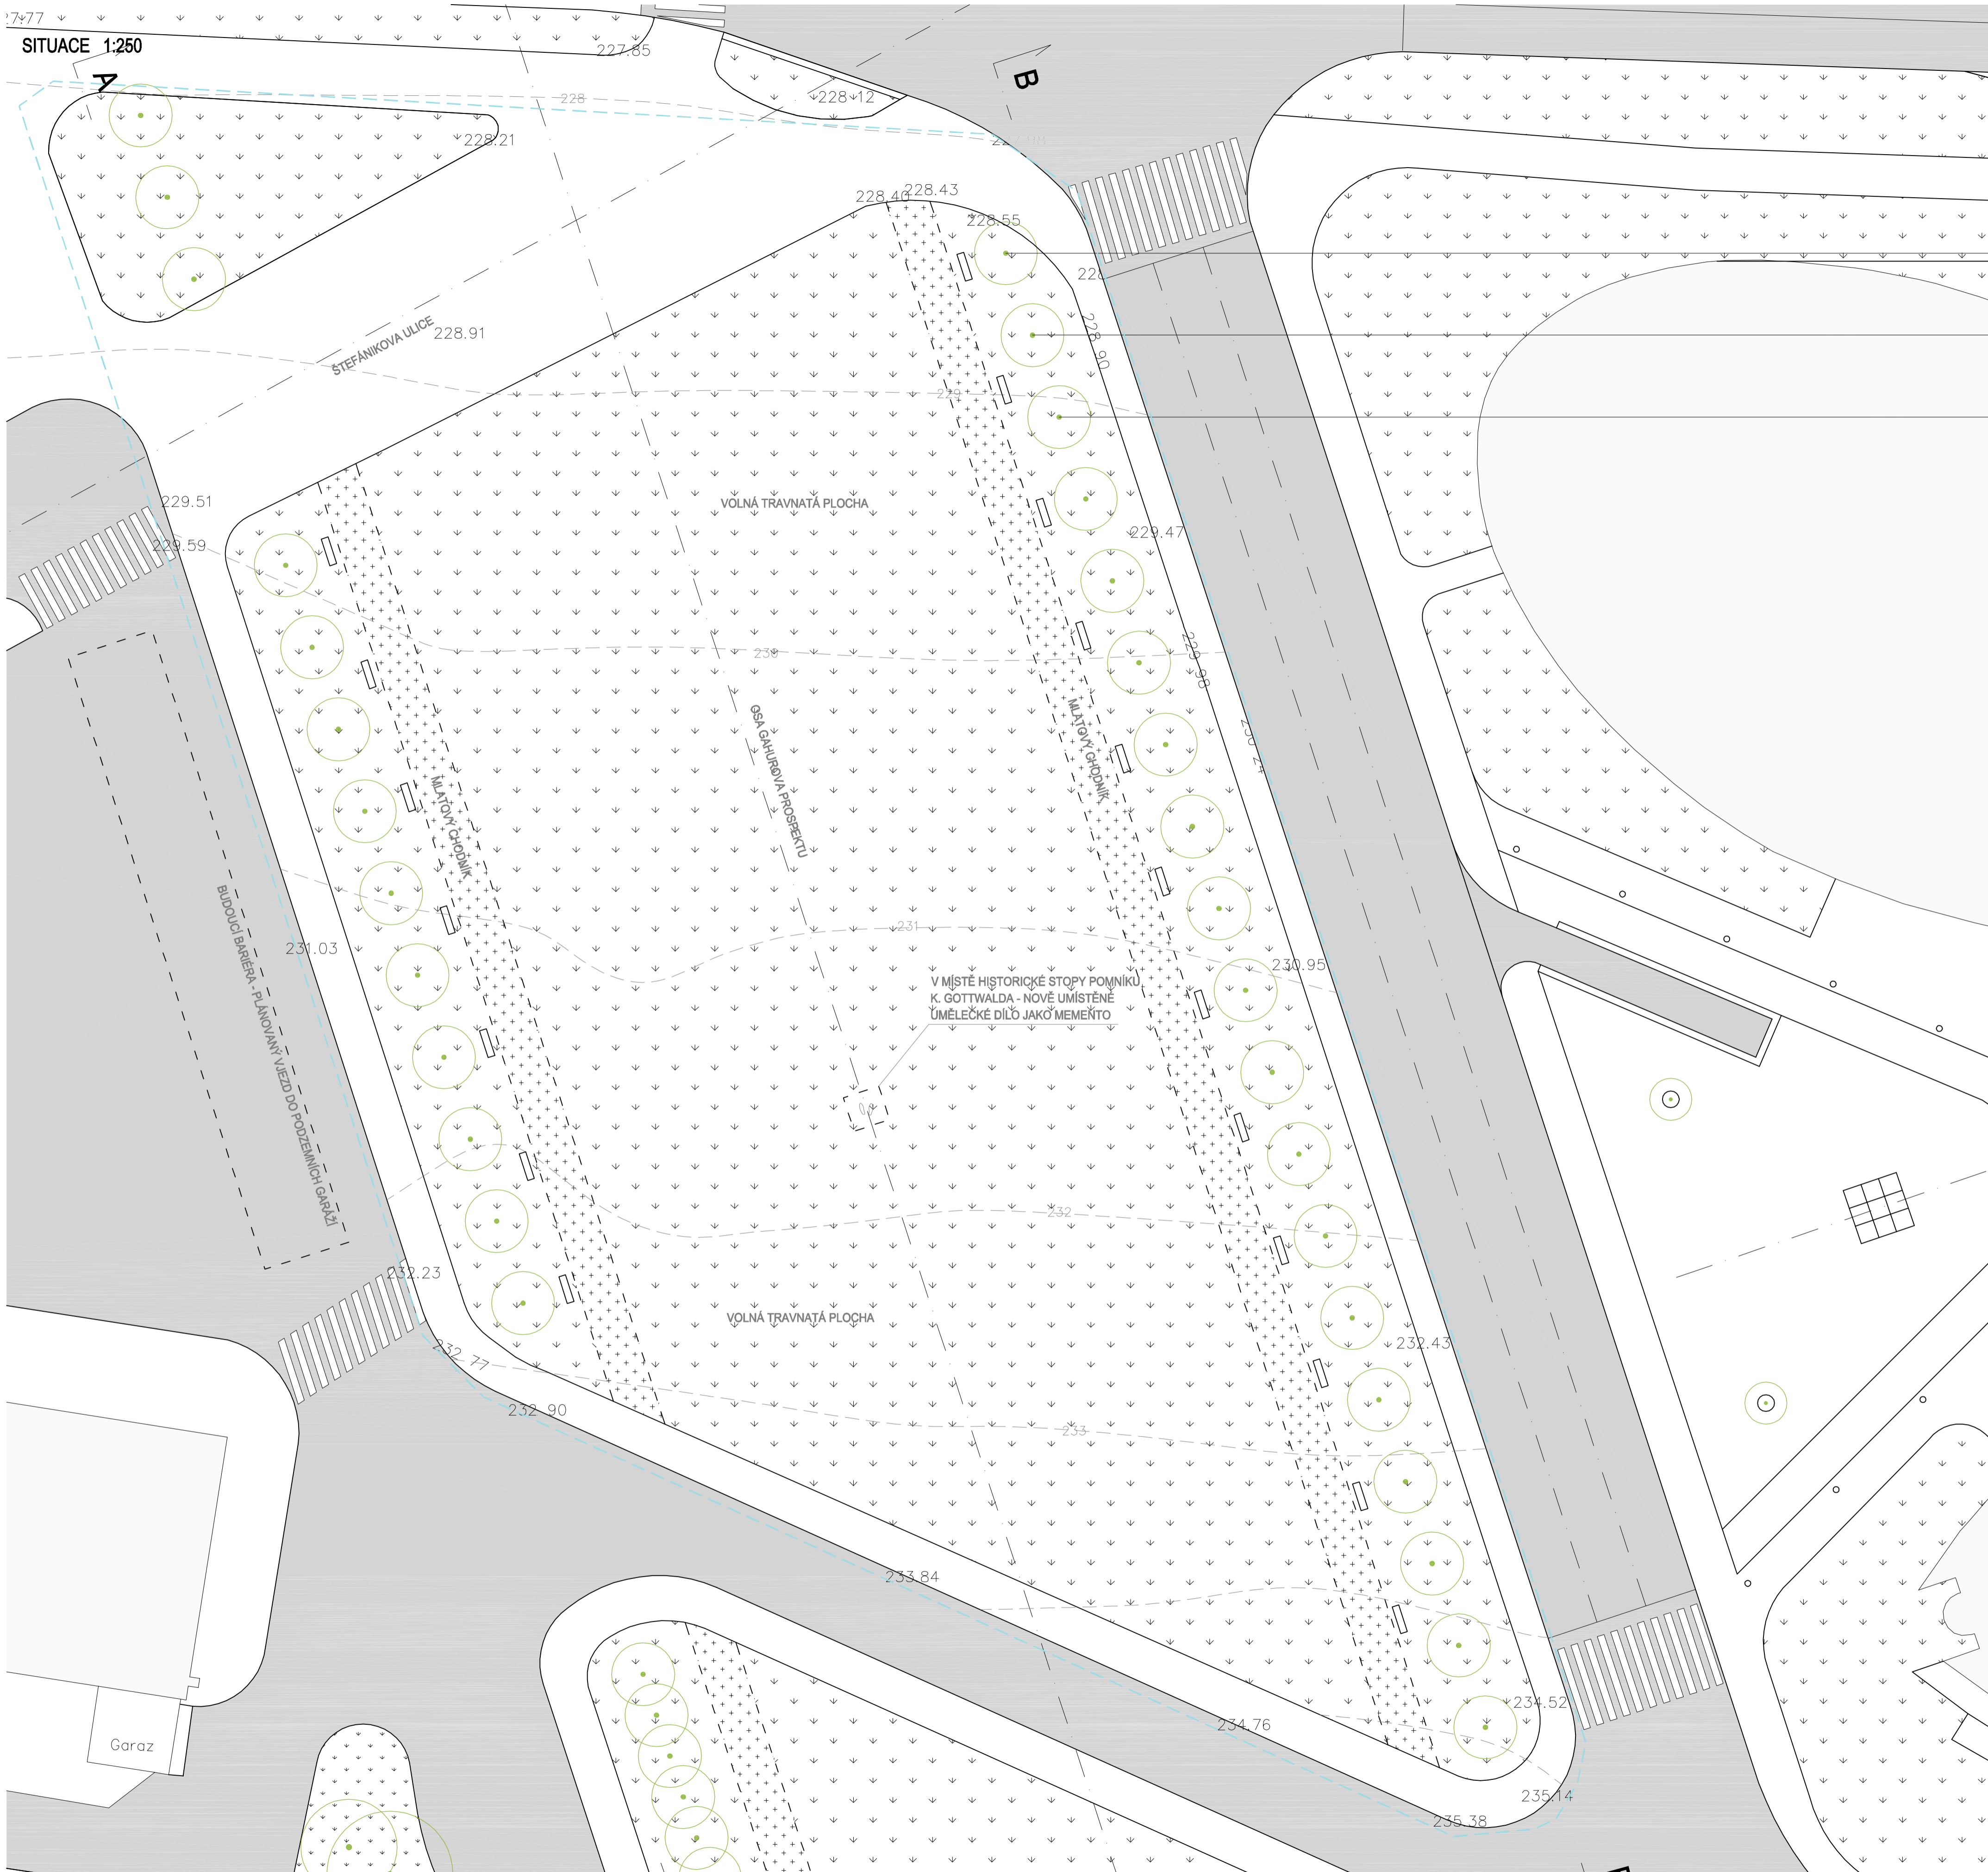 SITUACE 1:250
A
B
227.85
228
228.12
228.21
228.40
228.43
228.55
ŠTEFÁNIKOVA ULICE
228.91
228.90
229
VOLNÁ TRAVNATÁ PLOCHA
229.51
229.59
229.47
230
229.98
230.24
OSA GAHUROVA PROSPEKTU
MLATOVÝ CHODNÍK
MLATOVÝ CHODNÍK
BUDOUCÍ BARIÉRA - PLÁNOVANÝ VJEZD DO PODZEMNÍCH GARÁŽÍ
231.03
231
230.95
V MÍSTĚ HISTORICKÉ STOPY POMNÍKU
K. GOTTWALDA - NOVĚ UMÍSTĚNÉ
UMĚLECKÉ DÍLO JAKO MEMENTO
232
232.23
VOLNÁ TRAVNATÁ PLOCHA
232.77
232.43
232.90
233
233.84
234.52
234.76
Garaz
235.14
235.38